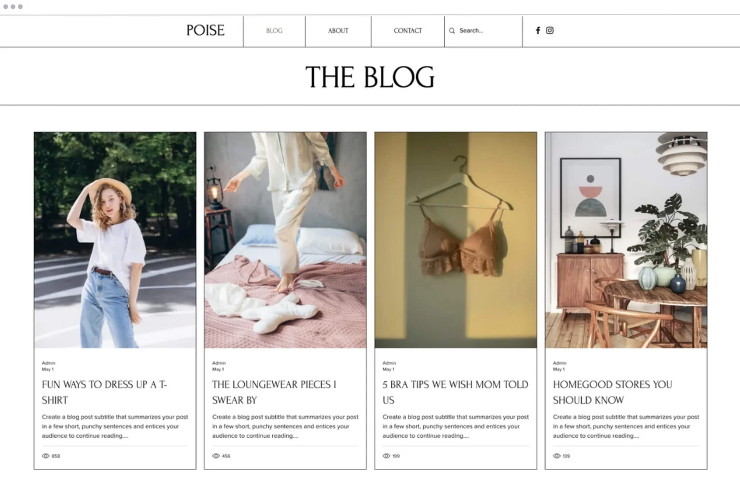 POISE
BLOG
ABOUT
CONTACT
Search...
THE BLOG
Admin
May 1
FUN WAYS TO DRESS UP A T-
SHIRT
Create a blog post subtitle that summarizes your post
in a few short, punchy sentences and entices your
audience to continue reading....
858
Admin
May 1
THE LOUNGEWEAR PIECES I
SWEAR BY
Create a blog post subtitle that summarizes your post
in a few short, punchy sentences and entices your
audience to continue reading....
456
Admin
May 1
5 BRA TIPS WE WISH MOM TOLD
US
Create a blog post subtitle that summarizes your post
in a few short, punchy sentences and entices your
audience to continue reading....
199
Admin
May 1
HOMEGOOD STORES YOU
SHOULD KNOW
Create a blog post subtitle that summarizes your post
in a few short, punchy sentences and entices your
audience to continue reading....
139